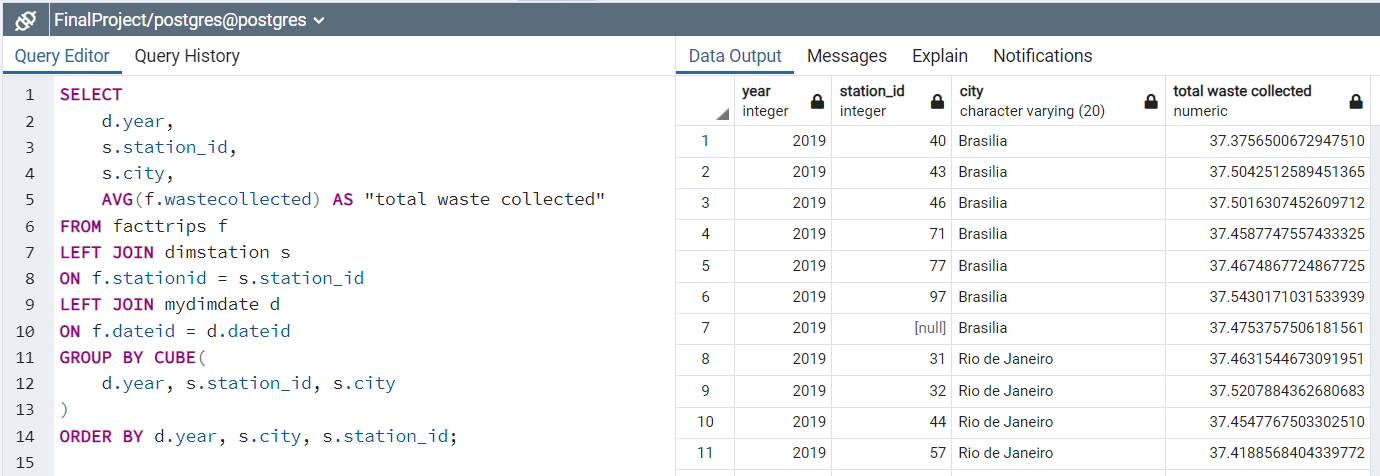 FinalProject/postgres@postgres
Query Editor Query History
1 SELECT
2 d.year,
3 s.station_id,
4 s.city,
5 AVG(f.wastecollected) AS "total waste collected"
6 FROM facttrips f
7 LEFT JOIN dimstation s
8 ON f.stationid = s.station_id
9 LEFT JOIN mydimdate d
10 ON f.dateid = d.dateid
11 GROUP BY CUBE(
12 d.year, s.station_id, s.city
13 )
14 ORDER BY d.year, s.city, s.station_id;
15
Data Output Messages Explain Notifications
year station_id city total waste collected
integer integer character varying (20) numeric
1 2019 40 Brasilia 37.3756500672947510
2 2019 43 Brasilia 37.5042512589451365
3 2019 46 Brasilia 37.5016307452609712
4 2019 71 Brasilia 37.4587747557433325
5 2019 77 Brasilia 37.4674867724867725
6 2019 97 Brasilia 37.5430171031533939
7 2019 [null] Brasilia 37.4753757506181561
8 2019 31 Rio de Janeiro 37.4631544673091951
9 2019 32 Rio de Janeiro 37.5207884362680683
10 2019 44 Rio de Janeiro 37.4547767503302510
11 2019 57 Rio de Janeiro 37.4188568404339772